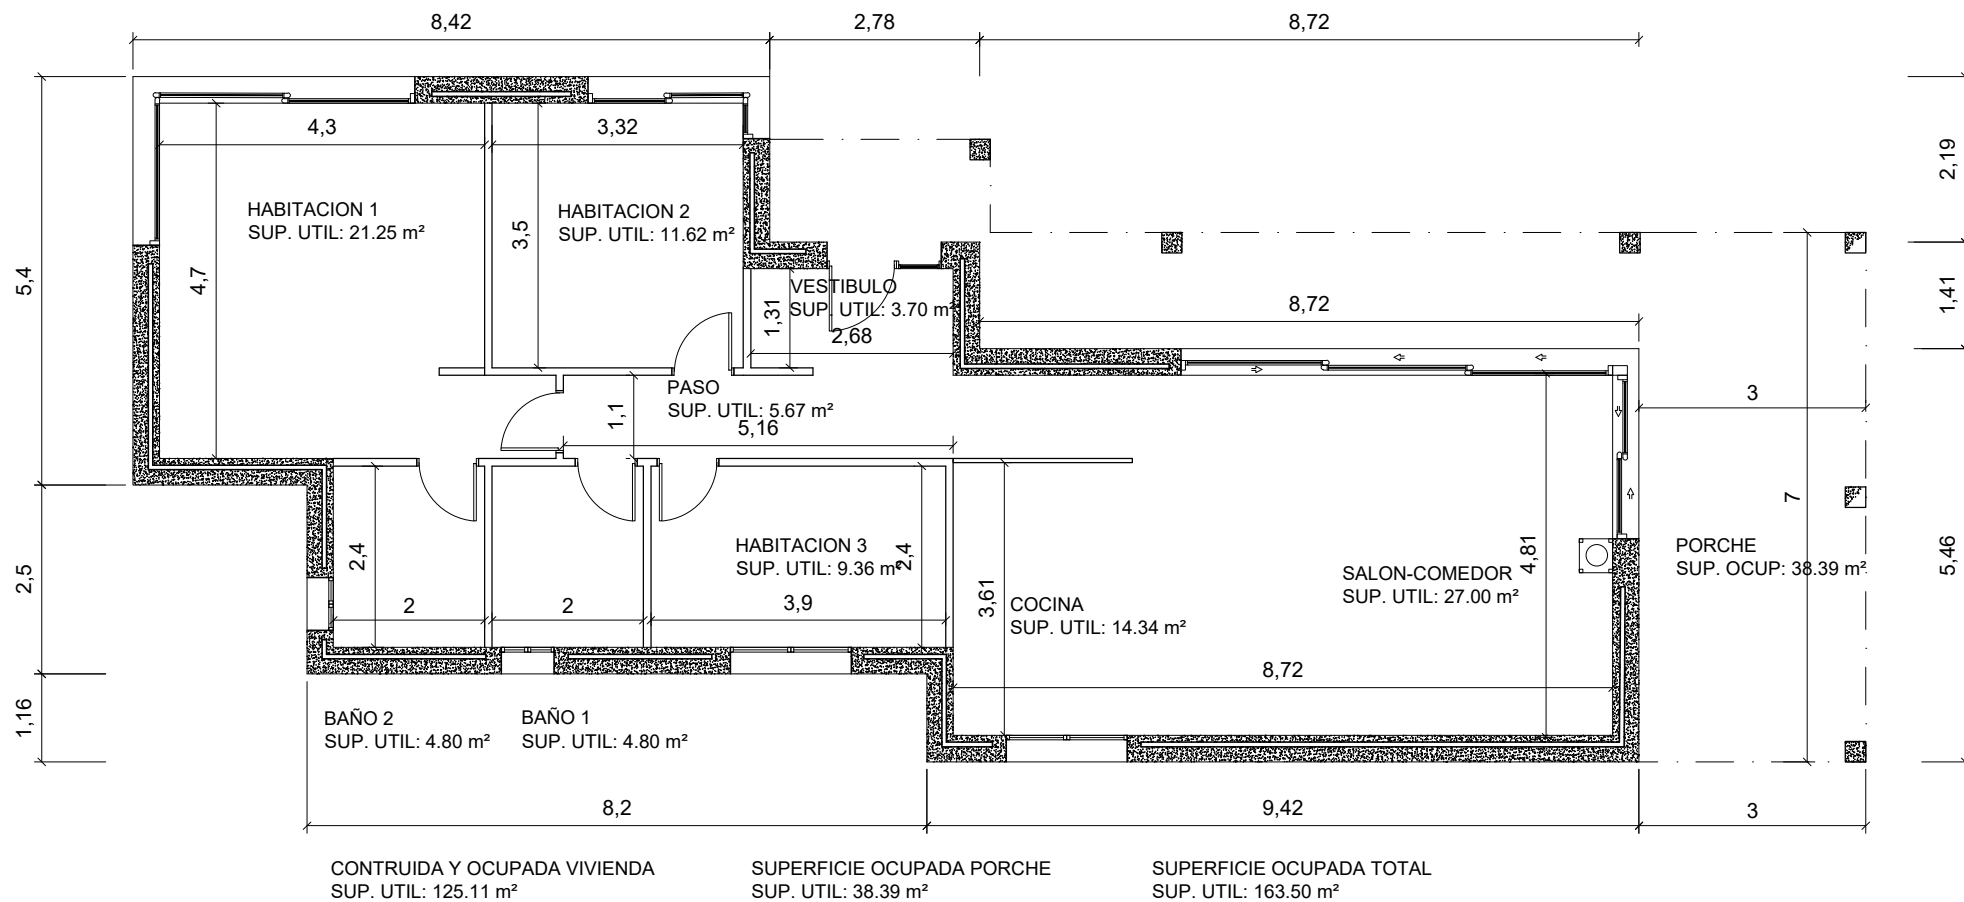 8,42
2,78
8,72
4,3
3,32
2,19
HABITACION 1
SUP. UTIL: 21.25 m²
HABITACION 2
SUP. UTIL: 11.62 m²
3,5
4,7
5,4
VESTIBULO
SUP. UTIL: 3.70 m²
1,31
2,68
8,72
1,41
PASO
SUP. UTIL: 5.67 m²
1,1
5,16
3
7
HABITACION 3
SUP. UTIL: 9.36 m²
2,4
2,4
2,5
2
2
3,9
3,61
COCINA
SUP. UTIL: 14.34 m²
SALON-COMEDOR
SUP. UTIL: 27.00 m²
4,81
PORCHE
SUP. OCUP: 38.39 m²
5,46
8,72
1,16
BAÑO 2
SUP. UTIL: 4.80 m²
BAÑO 1
SUP. UTIL: 4.80 m²
8,2
9,42
3
CONTRUIDA Y OCUPADA VIVIENDA
SUP. UTIL: 125.11 m²
SUPERFICIE OCUPADA PORCHE
SUP. UTIL: 38.39 m²
SUPERFICIE OCUPADA TOTAL
SUP. UTIL: 163.50 m²